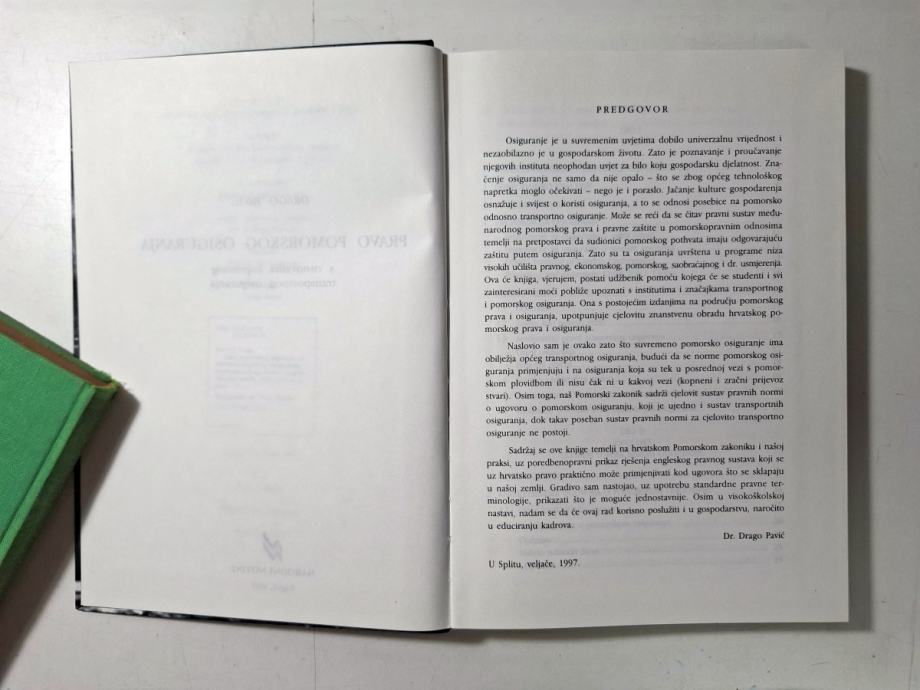 PRAVO POMORSKOG OSIGURANJA
NARODNE NOVINE
PREDGOVOR
Osiguranje je u suvremenim uvjetima dobilo univerzalnu vrijednost i
nezaobilazno je u gospodarskom životu. Zato je poznavanje i proučavanje
njegovih instituta neophodan uvjet za bilo koju gospodarsku djelatnost. Zna-
čenje osiguranja ne samo da nije opalo – što se zbog općeg tehnološkog
napretka moglo očekivati – nego je i poraslo. Jačanje kulture gospodarenja
osnažuje i svijest o koristi osiguranja, a to se odnosi posebice na pomorsko
odnosno transportno osiguranje. Može se reći da se čitav pravni sustav među-
narodnog pomorskog prava i pravne zaštite u pomorskopravnim odnosima
temelji na pretpostavci da sudionici pomorskog pothvata imaju odgovarajuću
zaštitu putem osiguranja. Zato su ta osiguranja uvrštena u programe niza
visokih učilišta pravnog, ekonomskog, pomorskog, saobraćajnog i dr. usmjerenja.
Ova će knjiga, vjerujem, postati udžbenik pomoću kojega će se studenti i svi
zainteresirani moći pobliže upoznati s institutima i značajkama transportnog
i pomorskog osiguranja. Ona s postojećim izdanjima na području pomorskog
prava i osiguranja, upotpunjuje cjelovitu znanstvenu obradu hrvatskog po-
morskog prava i osiguranja.
Naslovio sam je ovako zato što suvremeno pomorsko osiguranje ima
obilježja općeg transportnog osiguranja, budući da se norme pomorskog osi-
guranja primjenjuju i na osiguranja koja su tek u posrednoj vezi s pomor-
skom plovidbom ili nisu čak ni u kakvoj vezi (kopneni i zračni prijevoz
stvari). Osim toga, naš Pomorski zakonik sadrži cjelovit sustav pravnih normi
o ugovoru o pomorskom osiguranju, koji je ujedno i sustav transportnih
osiguranja, dok takav poseban sustav pravnih normi za cjelovito transportno
osiguranje ne postoji.
Sadržaj se ove knjige temelji na hrvatskom Pomorskom zakoniku i našoj
praksi, uz poredbenopravni prikaz rješenja engleskog pravnog sustava koji se
uz hrvatsko pravo praktično može primjenjivati kod ugovora što se sklapaju
u našoj zemlji. Gradivo sam nastojao, uz upotrebu standardne pravne ter-
minologije, prikazati što je moguće jednostavnije. Osim u visokoškolskoj
nastavi, nadam se da će ovaj rad korisno poslužiti i u gospodarstvu, naročito
u educiranju kadrova.
Dr. Drago Pavić
U Splitu, veljače, 1997.